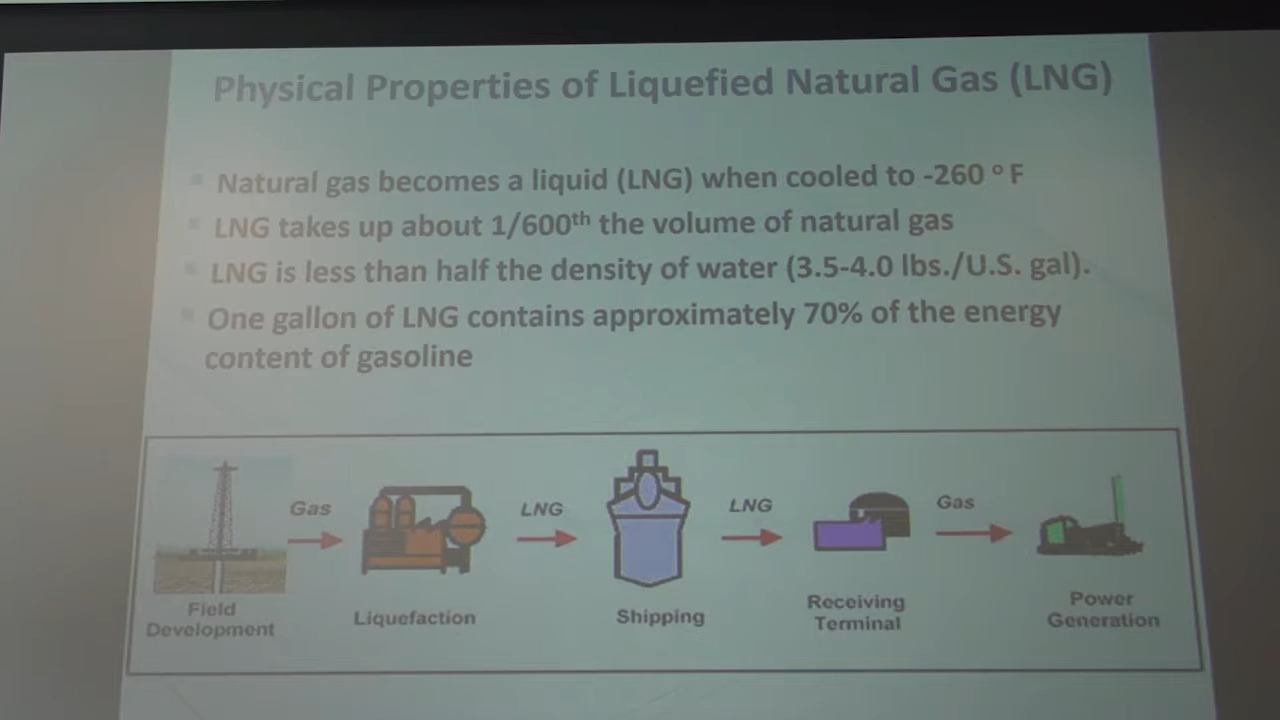 Physical Properties of Liquefied Natural Gas (LNG)
Natural gas becomes a liquid (LNG) when cooled to -260 ° F
LNG takes up about 1/600th the volume of natural gas
LNG is less than half the density of water (3.5-4.0 lbs./U.S. gal).
One gallon of LNG contains approximately 70% of the energy
content of gasoline
Gas
LNG
LNG
Gas
Field
Development
Liquefaction
Shipping
Receiving
Terminal
Power
Generation